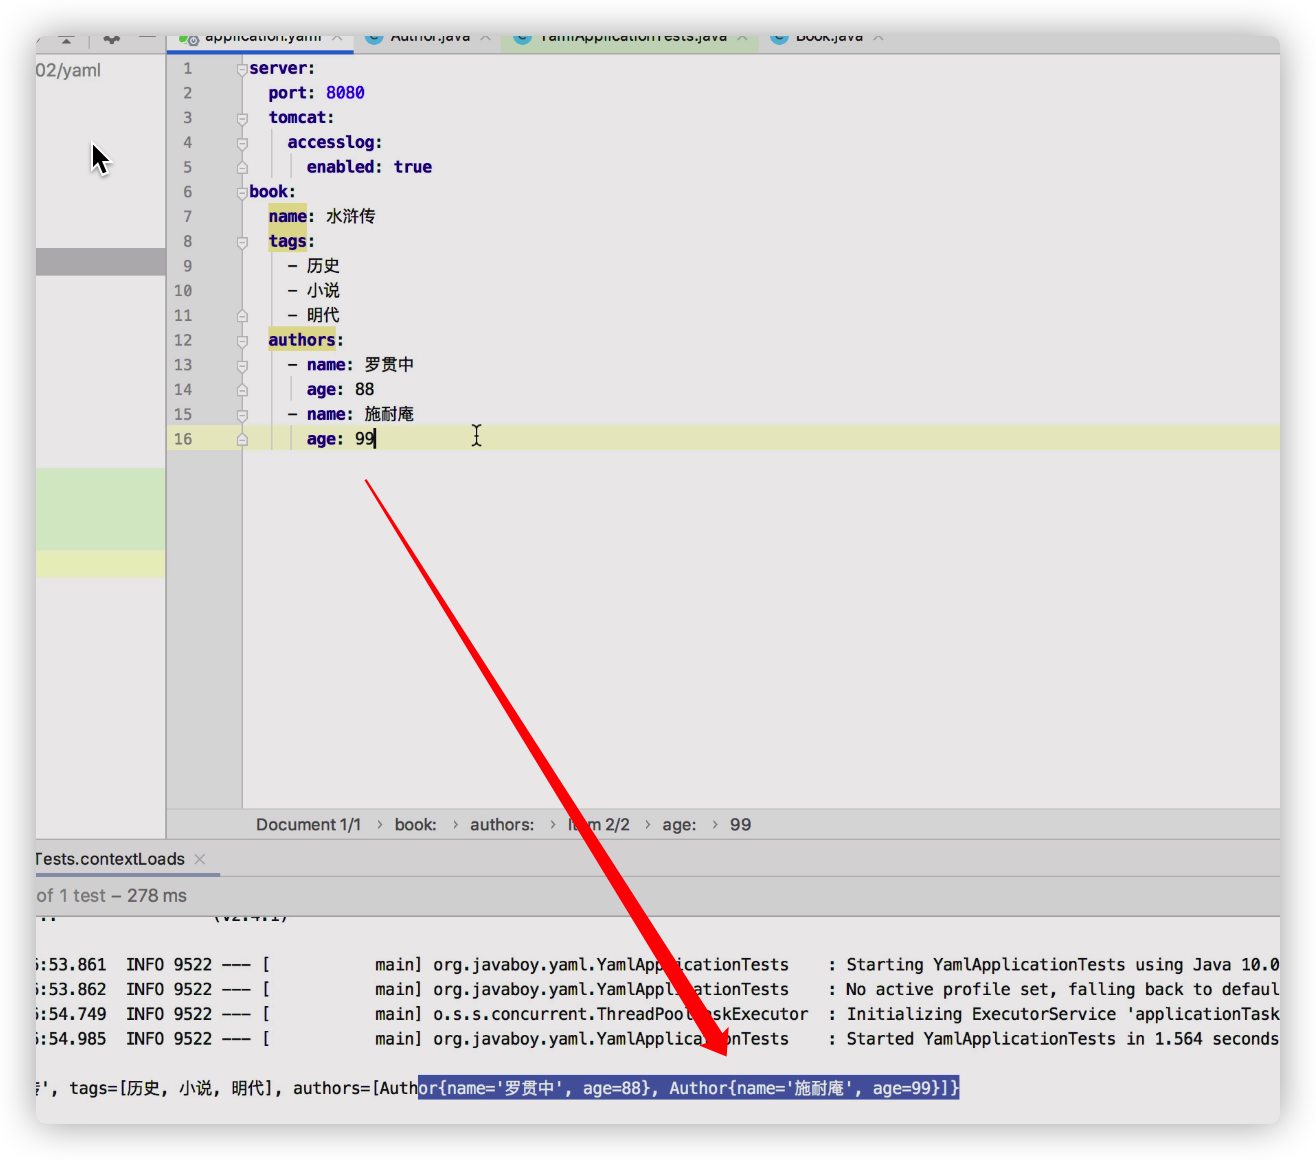 application.yaml Author.java YamlApplicationTests.java Book.java
02/yaml
1 server:
2 port: 8080
3 tomcat:
4 accesslog:
5 enabled: true
6 book:
7 name: 水浒传
8 tags:
9 - 历史
10 - 小说
11 - 明代
12 authors:
13 - name: 罗贯中
14 age: 88
15 - name: 施耐庵
16 age: 99
Document 1/1 › book: › authors: › Item 2/2 › age: › 99
Tests.contextLoads
of 1 test – 278 ms
(v2.4.1)
:53.861 INFO 9522 --- [ main] org.javaboy.yaml.YamlApplicationTests : Starting YamlApplicationTests using Java 10.0
:53.862 INFO 9522 --- [ main] org.javaboy.yaml.YamlApplicationTests : No active profile set, falling back to defaul
:54.749 INFO 9522 --- [ main] o.s.s.concurrent.ThreadPoolTaskExecutor : Initializing ExecutorService 'applicationTask
:54.985 INFO 9522 --- [ main] org.javaboy.yaml.YamlApplicationTests : Started YamlApplicationTests in 1.564 seconds
', tags=[历史, 小说, 明代], authors=[Author{name='罗贯中', age=88}, Author{name='施耐庵', age=99}]}